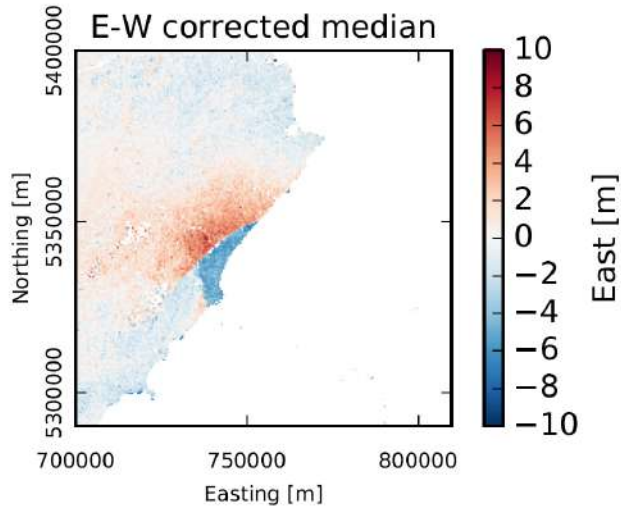 E-W corrected median
5400000
5350000
5300000
Northing [m]
700000 750000 800000
Easting [m]
10
8
6
4
2
0
−2
−4
−6
−8
−10
East [m]